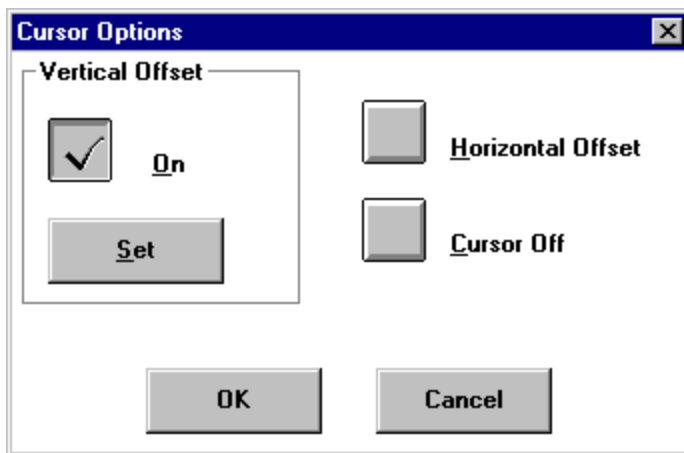 Cursor Options
Vertical Offset
On
Set
Horizontal Offset
Cursor Off
OK
Cancel